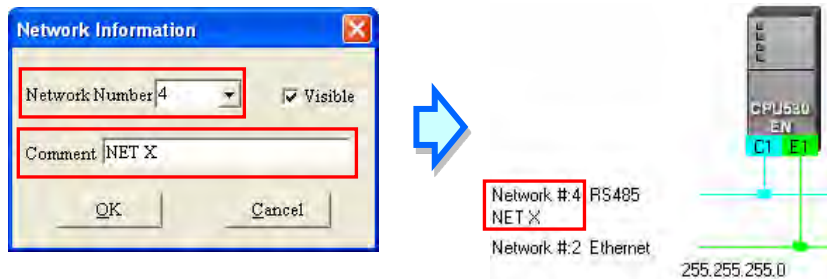 Network Information
Network Number 4
Visible
Comment NET X
OK
Cancel
CPU530
EN
C1 E1
Network #:4 RS485
NET X
Network #:2 Ethernet
255.255.255.0